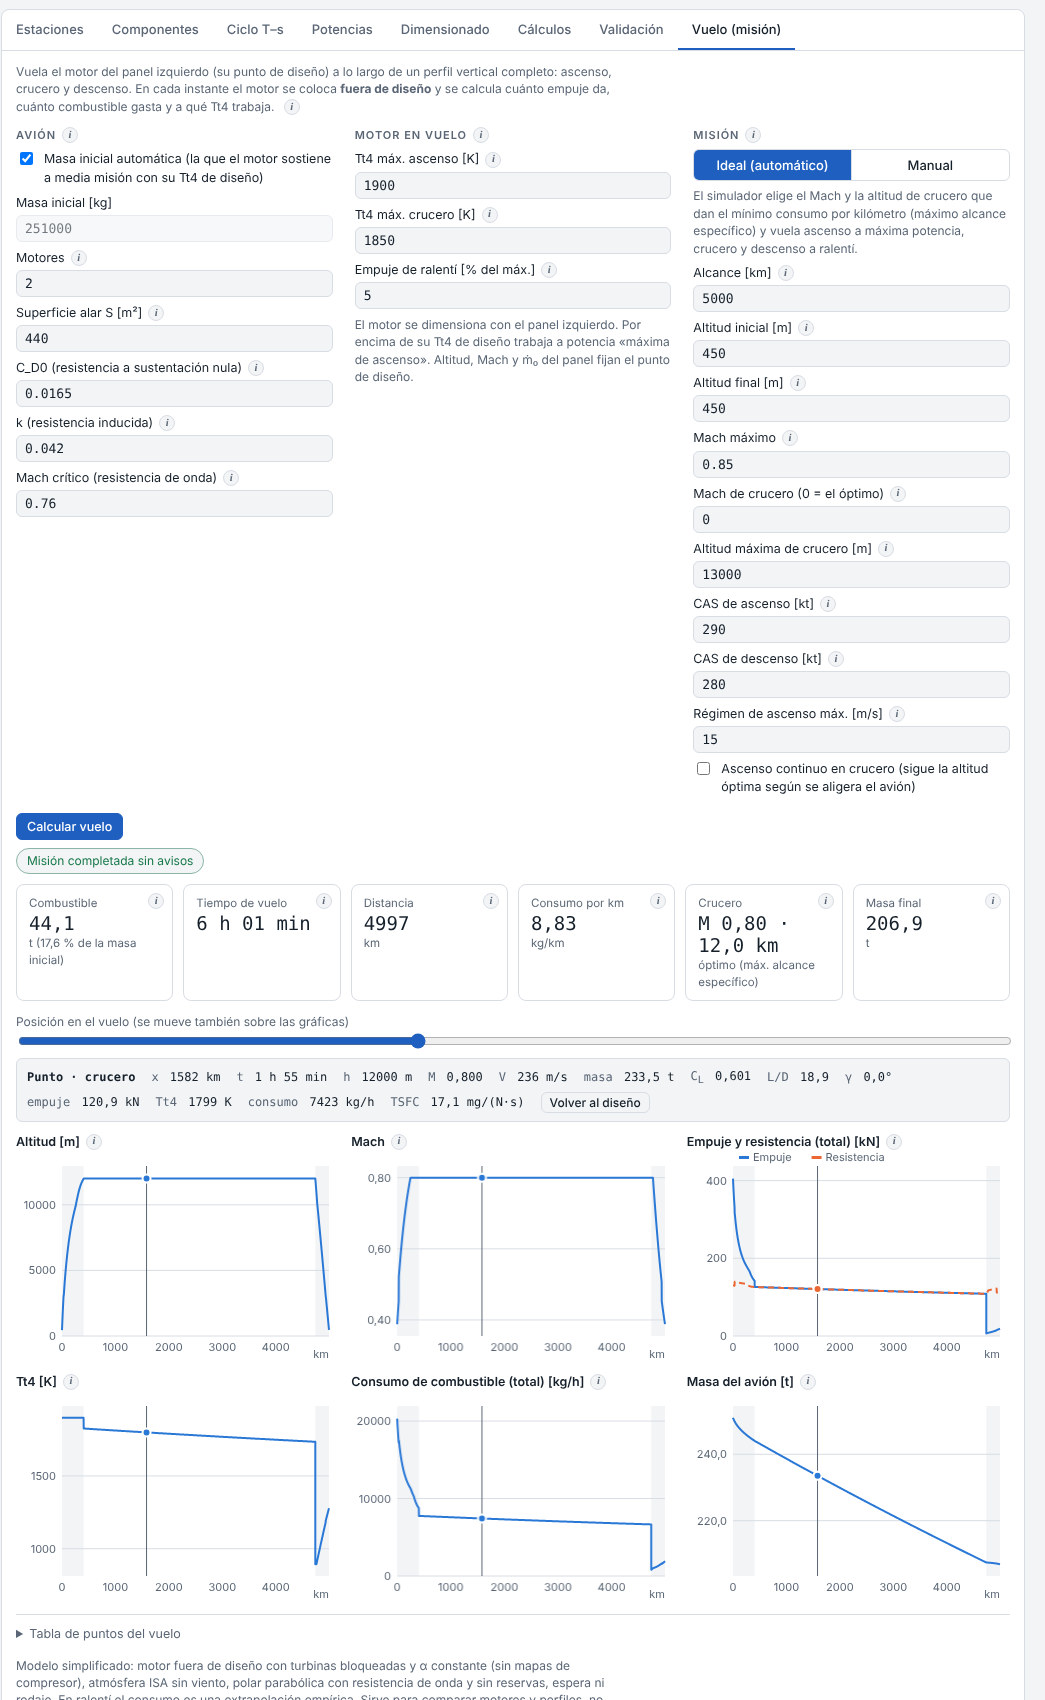 Estaciones Componentes Ciclo T–s Potencias Dimensionado Cálculos Validación Vuelo (misión)
Vuela el motor del panel izquierdo (su punto de diseño) a lo largo de un perfil vertical completo: ascenso,
crucero y descenso. En cada instante el motor se coloca fuera de diseño y se calcula cuánto empuje da,
cuánto combustible gasta y a qué Tt4 trabaja. i
AVIÓN i
Masa inicial automática (la que el motor sostiene
a media misión con su Tt4 de diseño)
Masa inicial [kg]
251000
Motores i
2
Superficie alar S [m²] i
440
C_D0 (resistencia a sustentación nula) i
0.0165
k (resistencia inducida) i
0.042
Mach crítico (resistencia de onda) i
0.76
MOTOR EN VUELO i
Tt4 máx. ascenso [K] i
1900
Tt4 máx. crucero [K] i
1850
Empuje de ralentí [% del máx.] i
5
El motor se dimensiona con el panel izquierdo. Por
encima de su Tt4 de diseño trabaja a potencia «máxima
de ascenso». Altitud, Mach y ṁ₀ del panel fijan el punto
de diseño.
MISIÓN i
Ideal (automático) Manual
El simulador elige el Mach y la altitud de crucero que
dan el mínimo consumo por kilómetro (máximo alcance
específico) y vuela ascenso a máxima potencia,
crucero y descenso a ralentí.
Alcance [km] i
5000
Altitud inicial [m] i
450
Altitud final [m] i
450
Mach máximo i
0.85
Mach de crucero (0 = el óptimo) i
0
Altitud máxima de crucero [m] i
13000
CAS de ascenso [kt] i
290
CAS de descenso [kt] i
280
Régimen de ascenso máx. [m/s] i
15
Ascenso continuo en crucero (sigue la altitud
óptima según se aligera el avión)
Calcular vuelo
Misión completada sin avisos
Combustible i
44,1
t (17,6 % de la masa
inicial)
Tiempo de vuelo i
6 h 01 min
Distancia i
4997
km
Consumo por km i
8,83
kg/km
Crucero i
M 0,80 ·
12,0 km
óptimo (máx. alcance
específico)
Masa final i
206,9
t
Posición en el vuelo (se mueve también sobre las gráficas)
Punto · crucero x 1582 km t 1 h 55 min h 12000 m M 0,800 V 236 m/s masa 233,5 t C_L 0,601 L/D 18,9 γ 0,0°
empuje 120,9 kN Tt4 1799 K consumo 7423 kg/h TSFC 17,1 mg/(N·s) Volver al diseño
Altitud [m] i
10000
5000
0
0 1000 2000 3000 4000 km
Mach i
0,80
0,60
0,40
0 1000 2000 3000 4000 km
Empuje y resistencia (total) [kN] i
Empuje Resistencia
400
200
0
0 1000 2000 3000 4000 km
Tt4 [K] i
1500
1000
0 1000 2000 3000 4000 km
Consumo de combustible (total) [kg/h] i
20000
10000
0
0 1000 2000 3000 4000 km
Masa del avión [t] i
240,0
220,0
0 1000 2000 3000 4000 km
Tabla de puntos del vuelo
Modelo simplificado: motor fuera de diseño con turbinas bloqueadas y α constante (sin mapas de
compresor), atmósfera ISA sin viento, polar parabólica con resistencia de onda y sin reservas, espera ni
rodaje. En ralentí el consumo es una extrapolación empírica. Sirve para comparar motores y perfiles, no